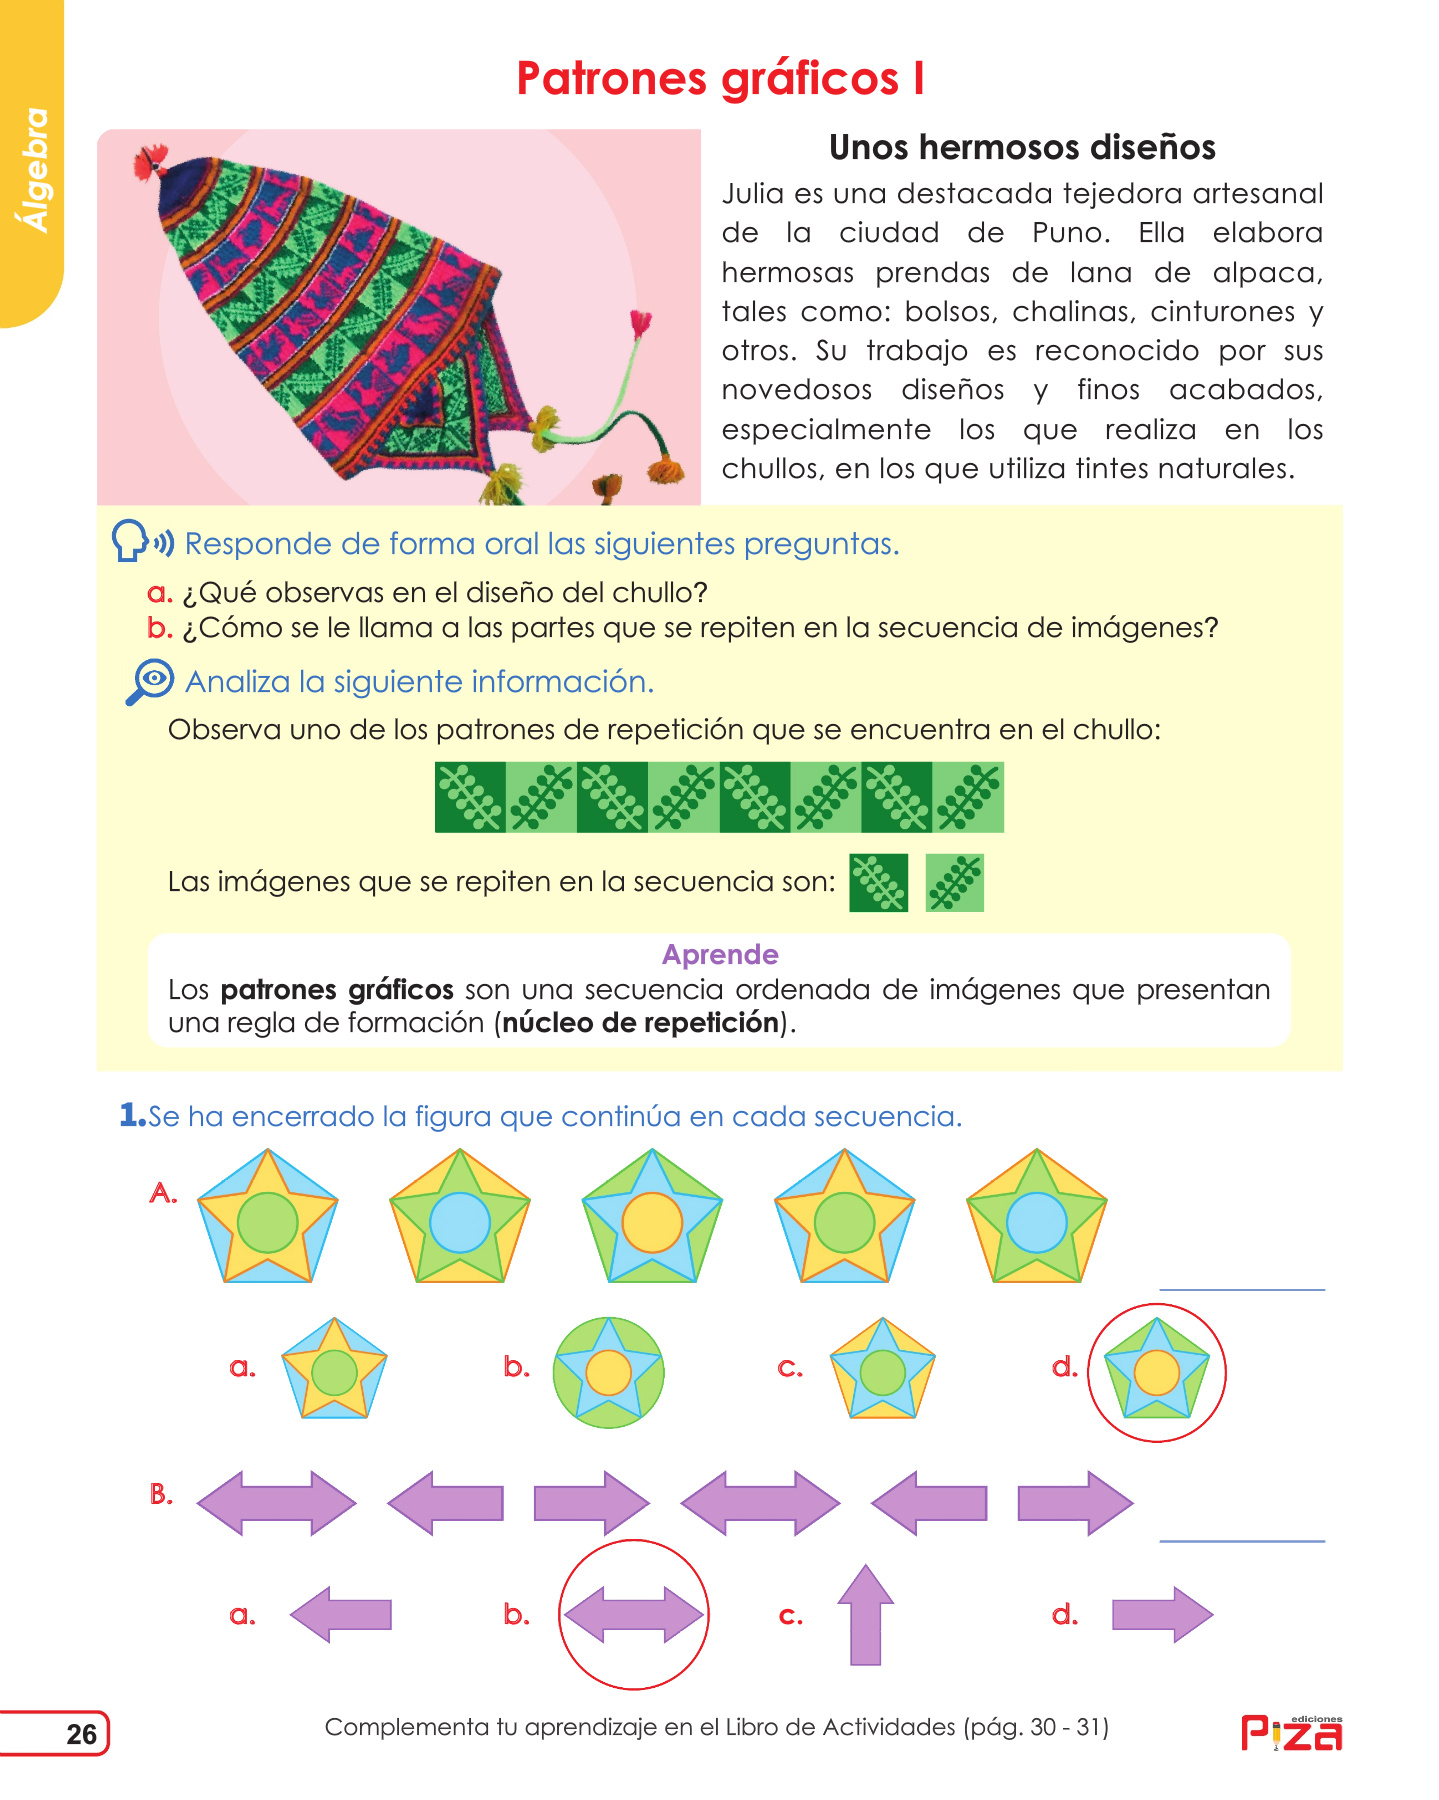 Álgebra
Patrones gráficos I
Unos hermosos diseños
Julia es una destacada tejedora artesanal
de la ciudad de Puno. Ella elabora
hermosas prendas de lana de alpaca,
tales como: bolsos, chalinas, cinturones y
otros. Su trabajo es reconocido por sus
novedosos diseños y finos acabados,
especialmente los que realiza en los
chullos, en los que utiliza tintes naturales.
Responde de forma oral las siguientes preguntas.
a. ¿Qué observas en el diseño del chullo?
b. ¿Cómo se le llama a las partes que se repiten en la secuencia de imágenes?
Analiza la siguiente información.
Observa uno de los patrones de repetición que se encuentra en el chullo:
Las imágenes que se repiten en la secuencia son:
Aprende
Los patrones gráficos son una secuencia ordenada de imágenes que presentan
una regla de formación (núcleo de repetición).
1. Se ha encerrado la figura que continúa en cada secuencia.
A.
a. b. c. d.
B.
a. b. c. d.
26
Complementa tu aprendizaje en el Libro de Actividades (pág. 30 - 31)
ediciones
Piza